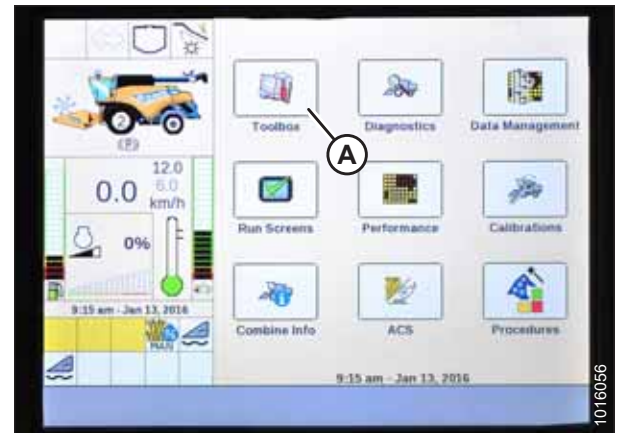 Toolbox
Diagnostics
Data Management
A
12.0
6.0
0.0
km/h
Run Screens
Performance
Calibrations
0%
9:15 am - Jan 13, 2016
MAN
Combine Info
ACS
Procedures
9:15 am - Jan 13, 2016
1016056